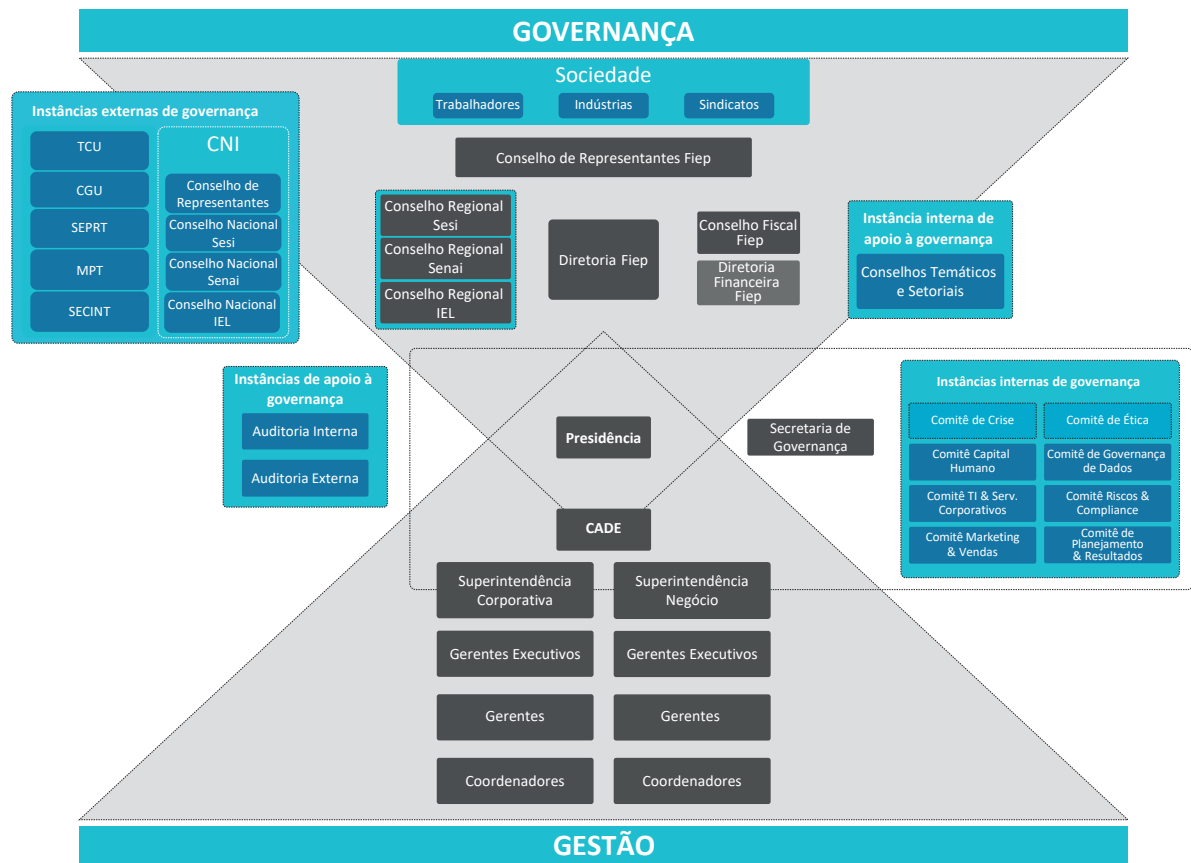 GOVERNANÇA
Sociedade
Trabalhadores
Indústrias
Sindicatos
Instâncias externas de governança
TCU
CGU
SEPRT
MPT
SECINT
CNI
Conselho de
Representantes
Conselho Nacional
Sesi
Conselho Nacional
Senai
Conselho Nacional
IEL
Conselho de Representantes Fiep
Conselho Regional
Sesi
Conselho Regional
Senai
Conselho Regional
IEL
Diretoria Fiep
Conselho Fiscal
Fiep
Diretoria
Financeira
Fiep
Instância interna de
apoio à governança
Conselhos Temáticos
e Setoriais
Instâncias de apoio à
governança
Auditoria Interna
Auditoria Externa
Presidência
Secretaria de
Governança
Instâncias internas de governança
Comitê de Crise
Comitê de Ética
Comitê Capital
Humano
Comitê de Governança
de Dados
Comitê TI & Serv.
Corporativos
Comitê Riscos &
Compliance
Comitê Marketing
& Vendas
Comitê de
Planejamento
& Resultados
CADE
Superintendência
Corporativa
Superintendência
Negócio
Gerentes Executivos
Gerentes Executivos
Gerentes
Gerentes
Coordenadores
Coordenadores
GESTÃO